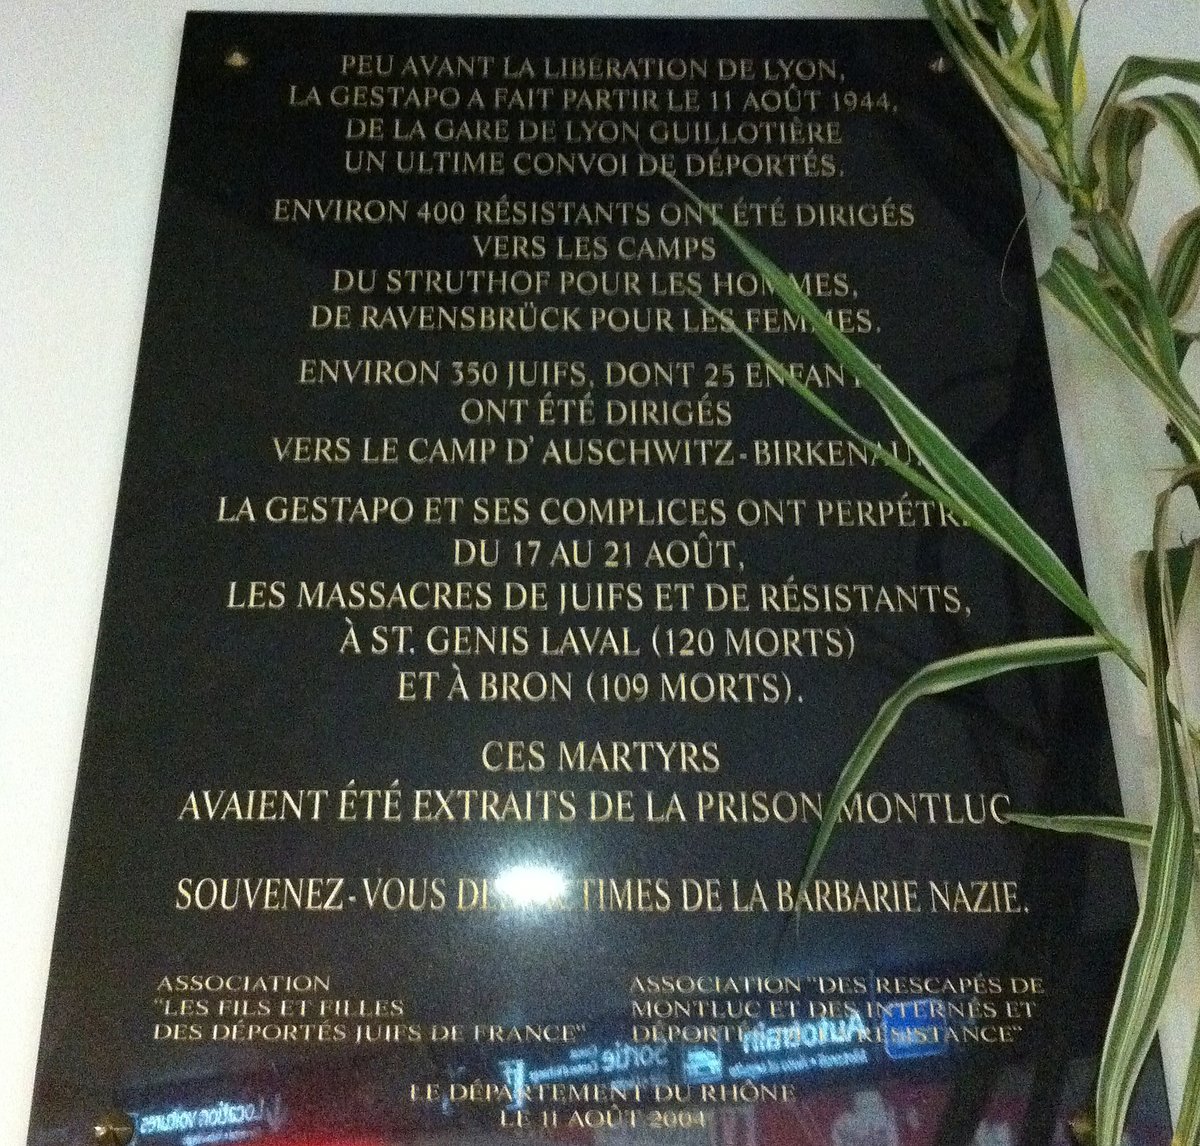 PEU AVANT LA LIBÉRATION DE LYON,
LA GESTAPO A FAIT PARTIR LE 11 AOÛT 1944,
DE LA GARE DE LYON GUILLOTIÈRE
UN ULTIME CONVOI DE DÉPORTÉS.
ENVIRON 400 RÉSISTANTS ONT ÉTÉ DIRIGÉS
VERS LES CAMPS
DU STRUTHOF POUR LES HOMMES,
DE RAVENSBRÜCK POUR LES FEMMES.
ENVIRON 350 JUIFS, DONT 25 ENFANTS
ONT ÉTÉ DIRIGÉS
VERS LE CAMP D'AUSCHWITZ-BIRKENAU.
LA GESTAPO ET SES COMPLICES ONT PERPÉTRÉ
DU 17 AU 21 AOÛT,
LES MASSACRES DE JUIFS ET DE RÉSISTANTS,
À ST. GENIS LAVAL (120 MORTS)
ET À BRON (109 MORTS).
CES MARTYRS
AVAIENT ÉTÉ EXTRAITS DE LA PRISON MONTLUC
SOUVENEZ-VOUS DES VICTIMES DE LA BARBARIE NAZIE.
ASSOCIATION
"LES FILS ET FILLES
DES DÉPORTÉS JUIFS DE FRANCE"
ASSOCIATION "DES RESCAPÉS DE
MONTLUC ET DES INTERNÉS ET
DÉPORTÉS RÉSISTANCE"
LE DÉPARTEMENT DU RHÔNE
LE 11 AOÛT 2004
Autotrain
Sortie
Location voitures